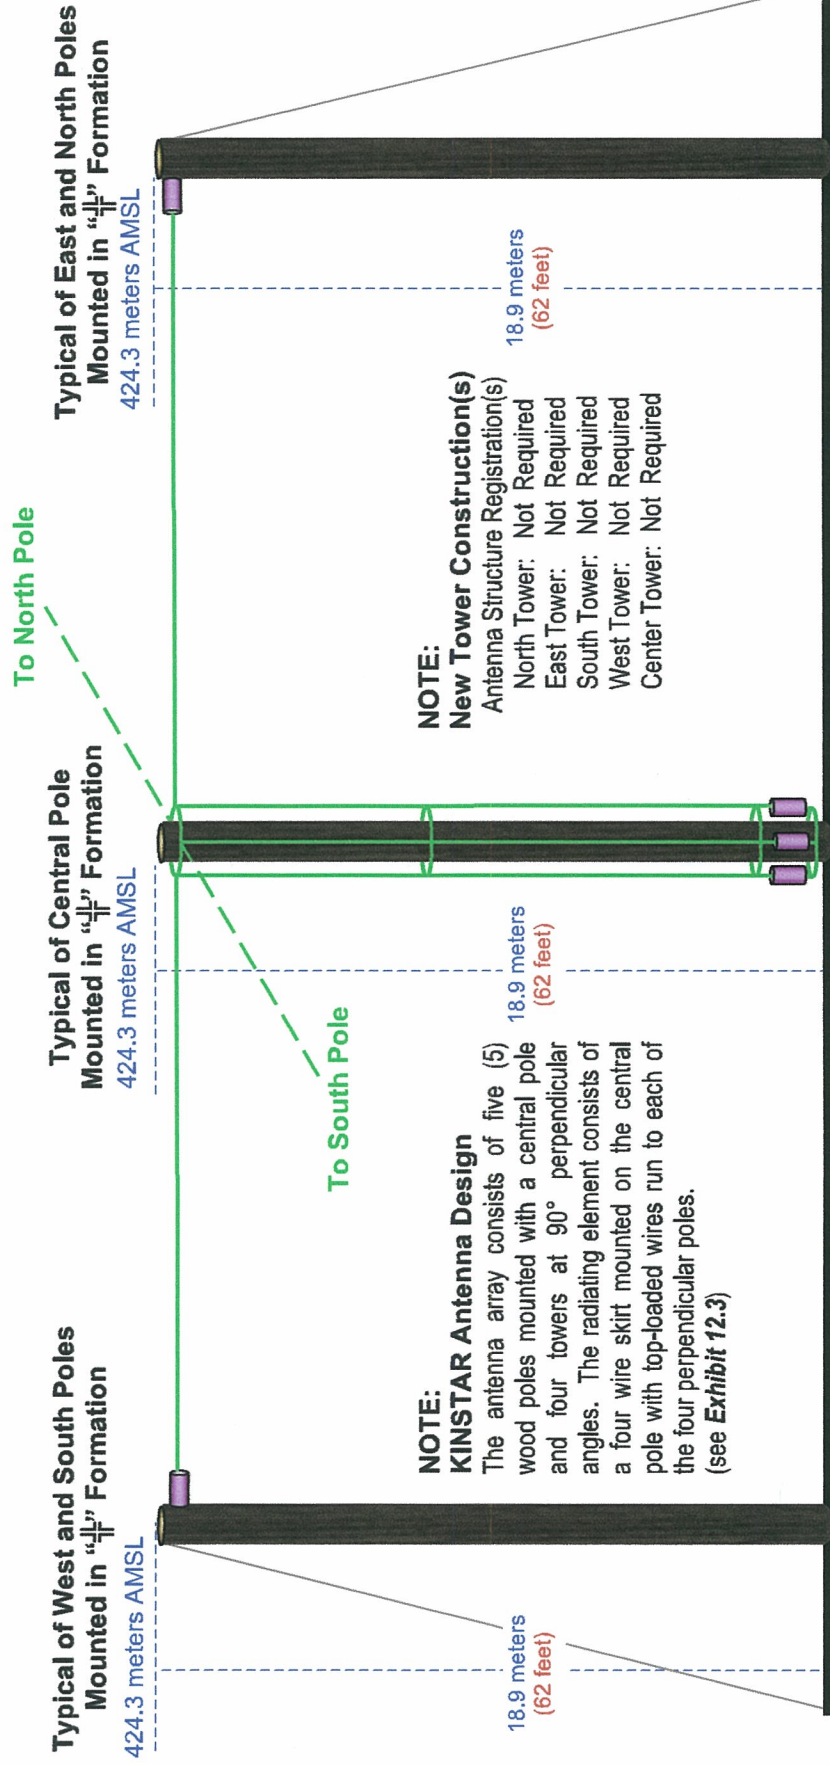 Typical of West and South Poles
Mounted in “╬” Formation
424.3 meters AMSL
Typical of Central Pole
Mounted in “╬” Formation
424.3 meters AMSL
Typical of East and North Poles
Mounted in “╬” Formation
424.3 meters AMSL
To North Pole
To South Pole
18.9 meters
(62 feet)
18.9 meters
(62 feet)
18.9 meters
(62 feet)
NOTE:
KINSTAR Antenna Design
The antenna array consists of five (5)
wood poles mounted with a central pole
and four towers at 90° perpendicular
angles. The radiating element consists of
a four wire skirt mounted on the central
pole with top-loaded wires run to each of
the four perpendicular poles.
(see Exhibit 12.3)
NOTE:
New Tower Construction(s)
Antenna Structure Registration(s)
North Tower: Not Required
East Tower: Not Required
South Tower: Not Required
West Tower: Not Required
Center Tower: Not Required